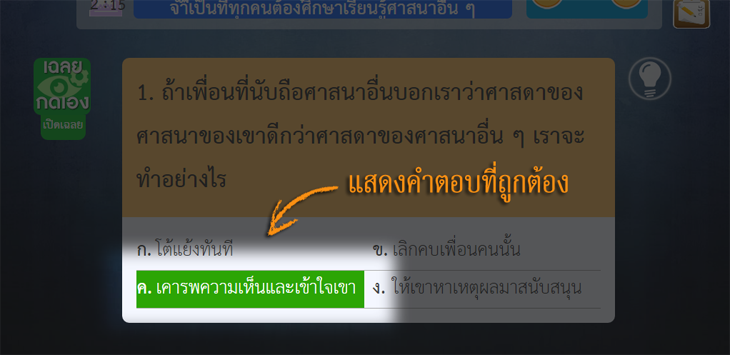 2+15
จำเป็นที่ทุกคนต้องศึกษาเรียนรู้ศาสนาอื่น ๆ
เฉลย
กดเอง
เปิดเฉลย
1. ถ้าเพื่อนที่นับถือศาสนาอื่นบอกเราว่าศาสดาของ
ศาสนาของเขาดีกว่าศาสดาของศาสนาอื่น ๆ เราจะ
ทำอย่างไร
แสดงคำตอบที่ถูกต้อง
ก. โต้แย้งทันที
ข. เลิกคบเพื่อนคนนั้น
ค. เคารพความเห็นและเข้าใจเขา
ง. ให้เขาหาเหตุผลมาสนับสนุน